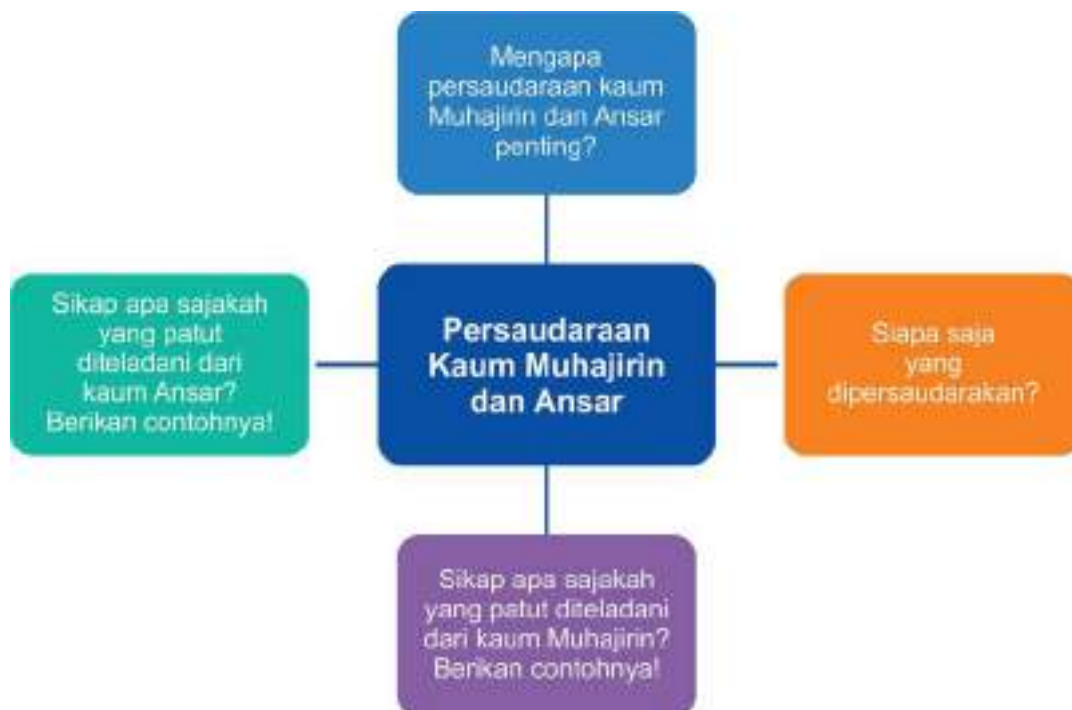 Mengapa
persaudaraan kaum
Muhajirin dan Ansar
penting?
Sikap apa sajakah
yang patut
diteladani dari
kaum Ansar?
Berikan contohnya!
Persaudaraan
Kaum Muhajirin
dan Ansar
Siapa saja
yang
dipersaudarakan?
Sikap apa sajakah
yang patut diteladani
dari kaum Muhajirin?
Berikan contohnya!